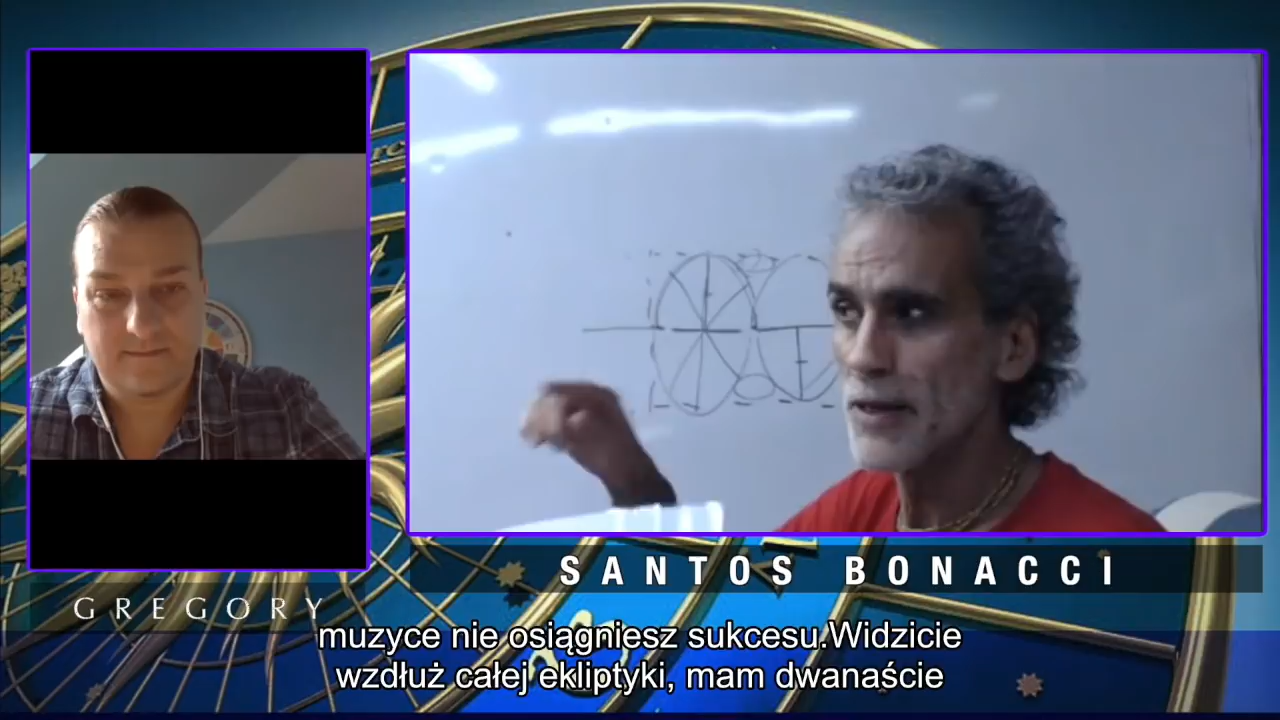 SANTOS BONACCI
GREGORY
muzyce nie osiągniesz sukcesu.Widzicie
wzdłuż całej ekliptyki, mam dwanaście